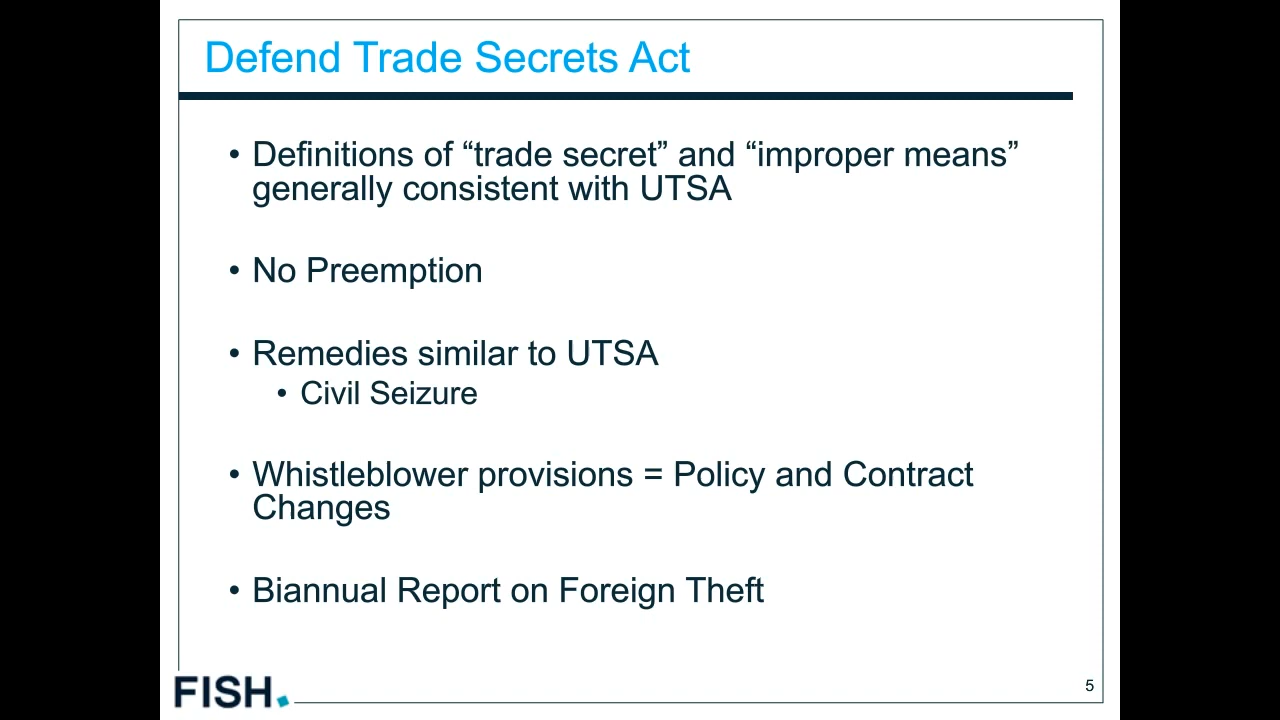 Defend Trade Secrets Act
• Definitions of “trade secret” and “improper means”
generally consistent with UTSA
• No Preemption
• Remedies similar to UTSA
• Civil Seizure
• Whistleblower provisions = Policy and Contract
Changes
• Biannual Report on Foreign Theft
FISH.
5